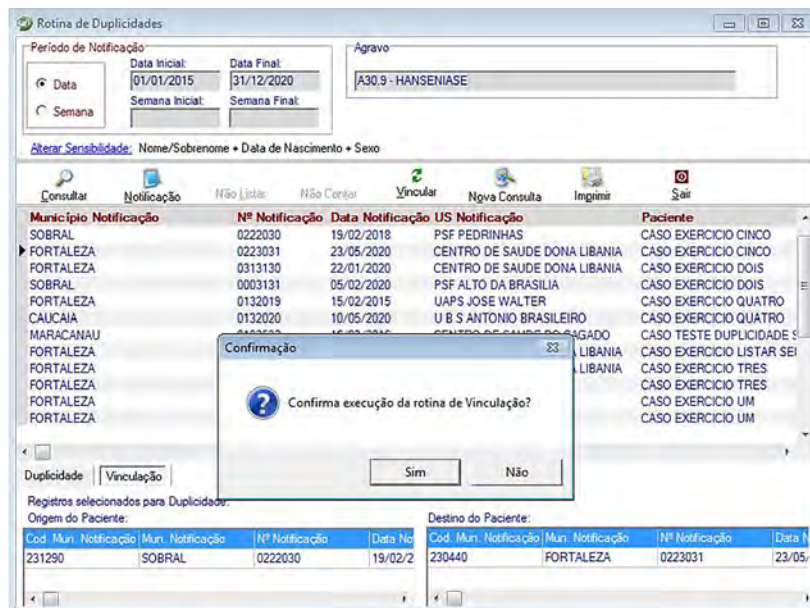 Rotina de Duplicidades
Período de Notificação
Data
Semana
Data Inicial:
Data Final:
01/01/2015
31/12/2020
Semana Inicial:
Semana Final:
Agravo
A30.9 - HANSENIASE
Alterar Sensibilidade: Nome/Sobrenome + Data de Nascimento + Sexo
Consultar Notificação Não Listar Não Contar Vincular Nova Consulta Imprimir Sair
Município Notificação Nº Notificação Data Notificação US Notificação Paciente
SOBRAL 0222030 19/02/2018 PSF PEDRINHAS CASO EXERCICIO CINCO
FORTALEZA 0223031 23/05/2020 CENTRO DE SAUDE DONA LIBANIA CASO EXERCICIO CINCO
FORTALEZA 0313130 22/01/2020 CENTRO DE SAUDE DONA LIBANIA CASO EXERCICIO DOIS
SOBRAL 0003131 05/02/2020 PSF ALTO DA BRASILIA CASO EXERCICIO DOIS
FORTALEZA 0132019 15/02/2015 UAPS JOSE WALTER CASO EXERCICIO QUATRO
CAUCAIA 0132020 10/05/2020 U B S ANTONIO BRASILEIRO CASO EXERCICIO QUATRO
MARACANAU CASO TESTE DUPLICIDADE S
FORTALEZA LIBANIA CASO EXERCICIO LISTAR SE
FORTALEZA LIBANIA CASO EXERCICIO TRES
FORTALEZA CASO EXERCICIO TRES
FORTALEZA CASO EXERCICIO UM
FORTALEZA CASO EXERCICIO UM
Confirmação
Confirma execução da rotina de Vinculação?
Sim Não
Duplicidade Vinculação
Registros selecionados para Duplicidade:
Origem do Paciente:
Cod. Mun. Notificação Mun. Notificação Nº Notificação Data No
231290 SOBRAL 0222030 19/02/2
Destino do Paciente:
Cod. Mun. Notificação Mun. Notificação Nº Notificação Data N
230440 FORTALEZA 0223031 23/05/